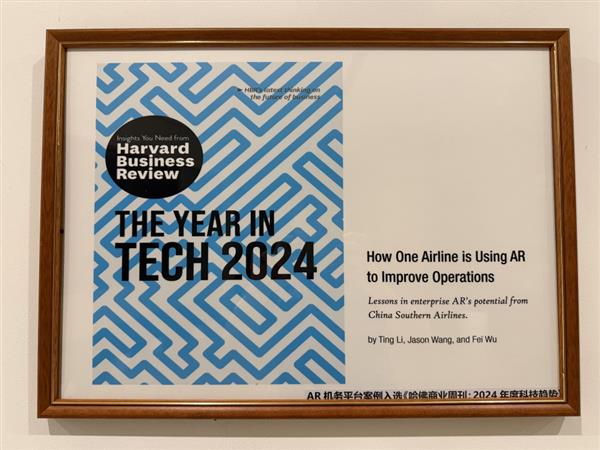 ► HBR's latest thinking on
the future of business
Insights You Need from
Harvard
Business
Review
THE YEAR IN
TECH 2024
How One Airline is Using AR
to Improve Operations
Lessons in enterprise AR's potential from
China Southern Airlines.
by Ting Li, Jason Wang, and Fei Wu
AR 机务平台案例入选《哈佛商业周刊：2024 年度科技趋势》